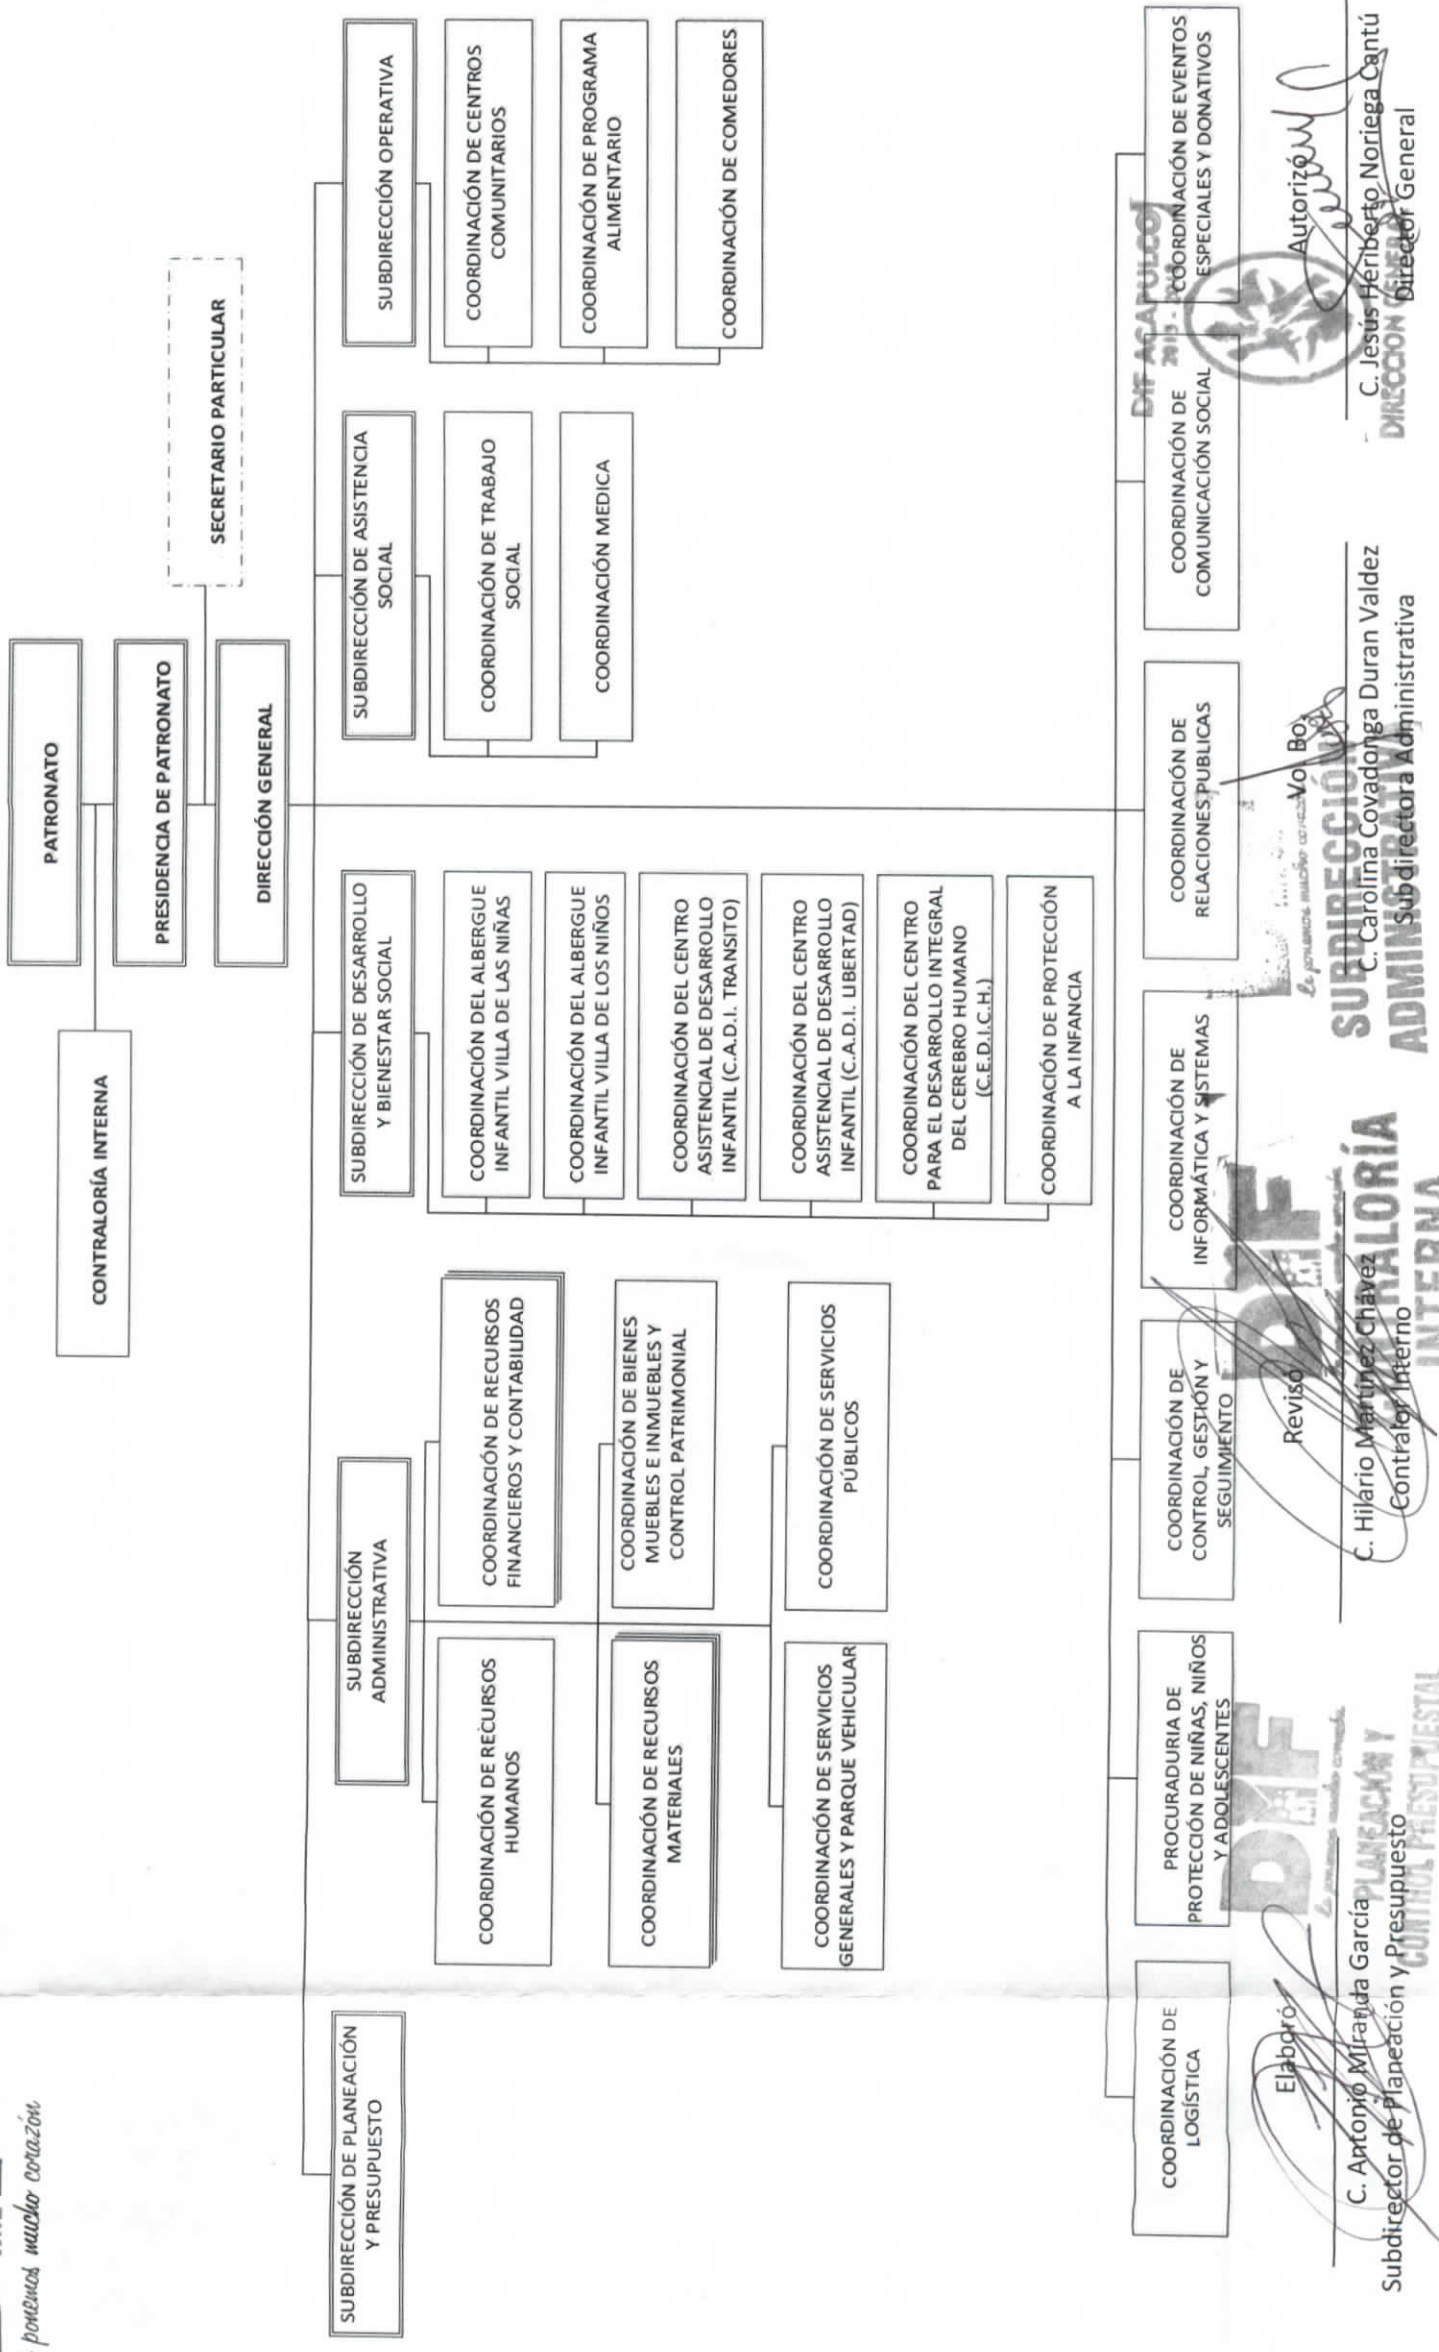 ponemos mucho corazón
PATRONATO
CONTRALORÍA INTERNA
PRESIDENCIA DE PATRONATO
SECRETARIO PARTICULAR
DIRECCIÓN GENERAL
SUBDIRECCIÓN DE PLANEACIÓN
Y PRESUPUESTO
SUBDIRECCIÓN
ADMINISTRATIVA
COORDINACIÓN DE RECURSOS
HUMANOS
COORDINACIÓN DE RECURSOS
FINANCIEROS Y CONTABILIDAD
COORDINACIÓN DE RECURSOS
MATERIALES
COORDINACIÓN DE BIENES
MUEBLES E INMUEBLES Y
CONTROL PATRIMONIAL
COORDINACIÓN DE SERVICIOS
GENERALES Y PARQUE VEHICULAR
COORDINACIÓN DE SERVICIOS
PÚBLICOS
SUBDIRECCIÓN DE DESARROLLO
Y BIENESTAR SOCIAL
COORDINACIÓN DEL ALBERGUE
INFANTIL VILLA DE LAS NIÑAS
COORDINACIÓN DEL ALBERGUE
INFANTIL VILLA DE LOS NIÑOS
COORDINACIÓN DEL CENTRO
ASISTENCIAL DE DESARROLLO
INFANTIL (C.A.D.I. TRANSITO)
COORDINACIÓN DEL CENTRO
ASISTENCIAL DE DESARROLLO
INFANTIL (C.A.D.I. LIBERTAD)
COORDINACIÓN DEL CENTRO
PARA EL DESARROLLO INTEGRAL
DEL CEREBRO HUMANO
(C.E.D.I.C.H.)
COORDINACIÓN DE PROTECCIÓN
A LA INFANCIA
SUBDIRECCIÓN DE ASISTENCIA
SOCIAL
COORDINACIÓN DE TRABAJO
SOCIAL
COORDINACIÓN MEDICA
SUBDIRECCIÓN OPERATIVA
COORDINACIÓN DE CENTROS
COMUNITARIOS
COORDINACIÓN DE PROGRAMA
ALIMENTARIO
COORDINACIÓN DE COMEDORES
COORDINACIÓN DE
LOGÍSTICA
PROCURADURIA DE
PROTECCIÓN DE NIÑAS, NIÑOS
Y ADOLESCENTES
COORDINACIÓN DE
CONTROL, GESTIÓN Y
SEGUIMIENTO
COORDINACIÓN DE
INFORMÁTICA Y SISTEMAS
COORDINACIÓN DE
RELACIONES PUBLICAS
COORDINACIÓN DE
COMUNICACIÓN SOCIAL
COORDINACIÓN DE EVENTOS
ESPECIALES Y DONATIVOS
Elaboró
C. Antonio Miranda García
Subdirector de Planeación y Presupuesto
DIF
PLANEACIÓN Y
CONTROL PRESUPUESTAL
Revisó
C. Hilario Martínez Chávez
Contralor Interno
DIF
CONTRALORÍA
INTERNA
Vo. Bo.
C. Carolina Covadonga Duran Valdez
Subdirectora Administrativa
le ponemos mucho corazón
SUBDIRECCIÓN
ADMINISTRATIVA
Autorizó
C. Jesús Heriberto Noriega Cantú
Director General
DIF ACAPULCO
DIRECCIÓN GENERAL